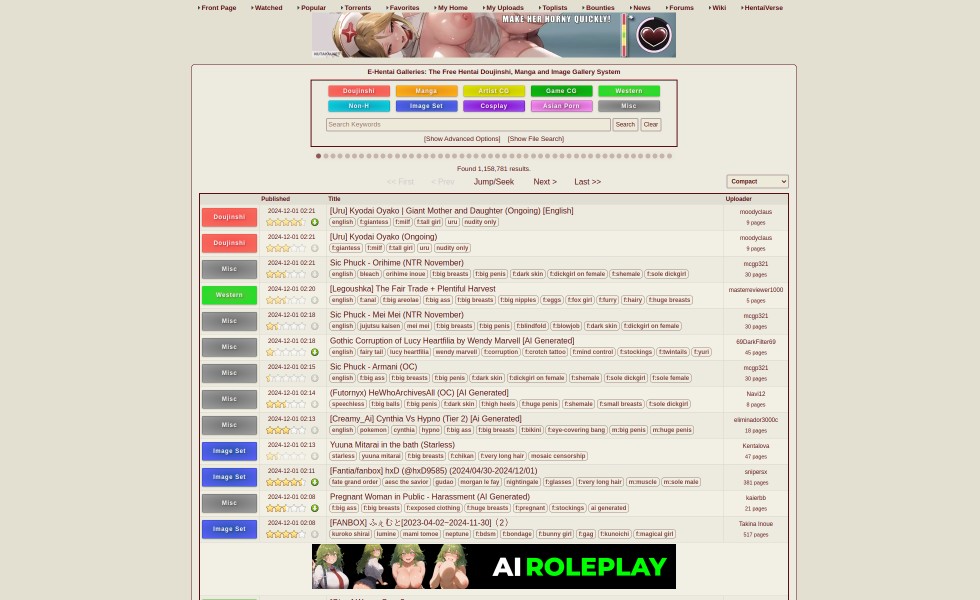 Front Page Watched Popular Torrents Favorites My Home My Uploads Toplists Bounties News Forums Wiki HentaiVerse
MAKE HER HORNY QUICKLY!
E-Hentai Galleries: The Free Hentai Doujinshi, Manga and Image Gallery System
Doujinshi Manga Artist CG Game CG Western
Non-H Image Set Cosplay Asian Porn Misc
Search Keywords Search Clear
[Show Advanced Options] [Show File Search]
Found 1,158,781 results.
<< First < Prev Jump/Seek Next > Last >> Compact
Published Title Uploader
Doujinshi 2024-12-01 02:21 [Uru] Kyodai Oyako | Giant Mother and Daughter (Ongoing) [English] moodyclaus
english f:giantess f:milf f:tall girl uru nudity only 9 pages
Doujinshi 2024-12-01 02:21 [Uru] Kyodai Oyako (Ongoing) moodyclaus
f:giantess f:milf f:tall girl uru nudity only 9 pages
Misc 2024-12-01 02:21 Sic Phuck - Orihime (NTR November) mcgp321
english bleach orihime inoue f:big breasts f:big penis f:dark skin f:dickgirl on female f:shemale f:sole dickgirl 30 pages
Western 2024-12-01 02:20 [Legoushka] The Fair Trade + Plentiful Harvest masterreviewer1000
english f:anal f:big areolae f:big ass f:big breasts f:big nipples f:eggs f:fox girl f:furry f:hairy f:huge breasts 5 pages
Misc 2024-12-01 02:18 Sic Phuck - Mei Mei (NTR November) mcgp321
english jujutsu kaisen mei mei f:big breasts f:big penis f:blindfold f:blowjob f:dark skin f:dickgirl on female 30 pages
Misc 2024-12-01 02:18 Gothic Corruption of Lucy Heartfilia by Wendy Marvell [AI Generated] 69DarkFilter69
english fairy tail lucy heartfilia wendy marvell f:corruption f:crotch tattoo f:mind control f:stockings f:twintails f:yuri 45 pages
Misc 2024-12-01 02:15 Sic Phuck - Armani (OC) mcgp321
english f:big ass f:big breasts f:big penis f:dark skin f:dickgirl on female f:shemale f:sole dickgirl f:sole female 30 pages
Misc 2024-12-01 02:14 (Futornyx) HeWhoArchivesAll (OC) [AI Generated] Navi12
speechless f:big balls f:big penis f:dark skin f:high heels f:huge penis f:shemale f:small breasts f:sole dickgirl 8 pages
Misc 2024-12-01 02:13 [Creamy_Ai] Cynthia Vs Hypno (Tier 2) [Ai Generated] eliminador3000c
english pokemon cynthia hypno f:big ass f:big breasts f:bikini f:eye-covering bang m:big penis m:huge penis 18 pages
Image Set 2024-12-01 02:13 Yuuna Mitarai in the bath (Starless) Kentalova
starless yuuna mitarai f:big breasts f:chikan f:very long hair mosaic censorship 47 pages
Image Set 2024-12-01 02:11 [Fantia/fanbox] hxD (@hxD9585) (2024/04/30-2024/12/01) snipersx
fate grand order aesc the savior gudao morgan le fay nightingale f:glasses f:very long hair m:muscle m:sole male 381 pages
Misc 2024-12-01 02:08 Pregnant Woman in Public - Harassment (AI Generated) kaierbb
f:big ass f:big breasts f:exposed clothing f:huge breasts f:pregnant f:stockings ai generated 21 pages
Image Set 2024-12-01 02:08 [FANBOX] ふぇむと[2023-04-02~2024-11-30]（2） Takina Inoue
kuroko shirai lumine mami tomoe neptune f:bdsm f:bondage f:bunny girl f:gag f:kunoichi f:magical girl 517 pages
AI ROLEPLAY